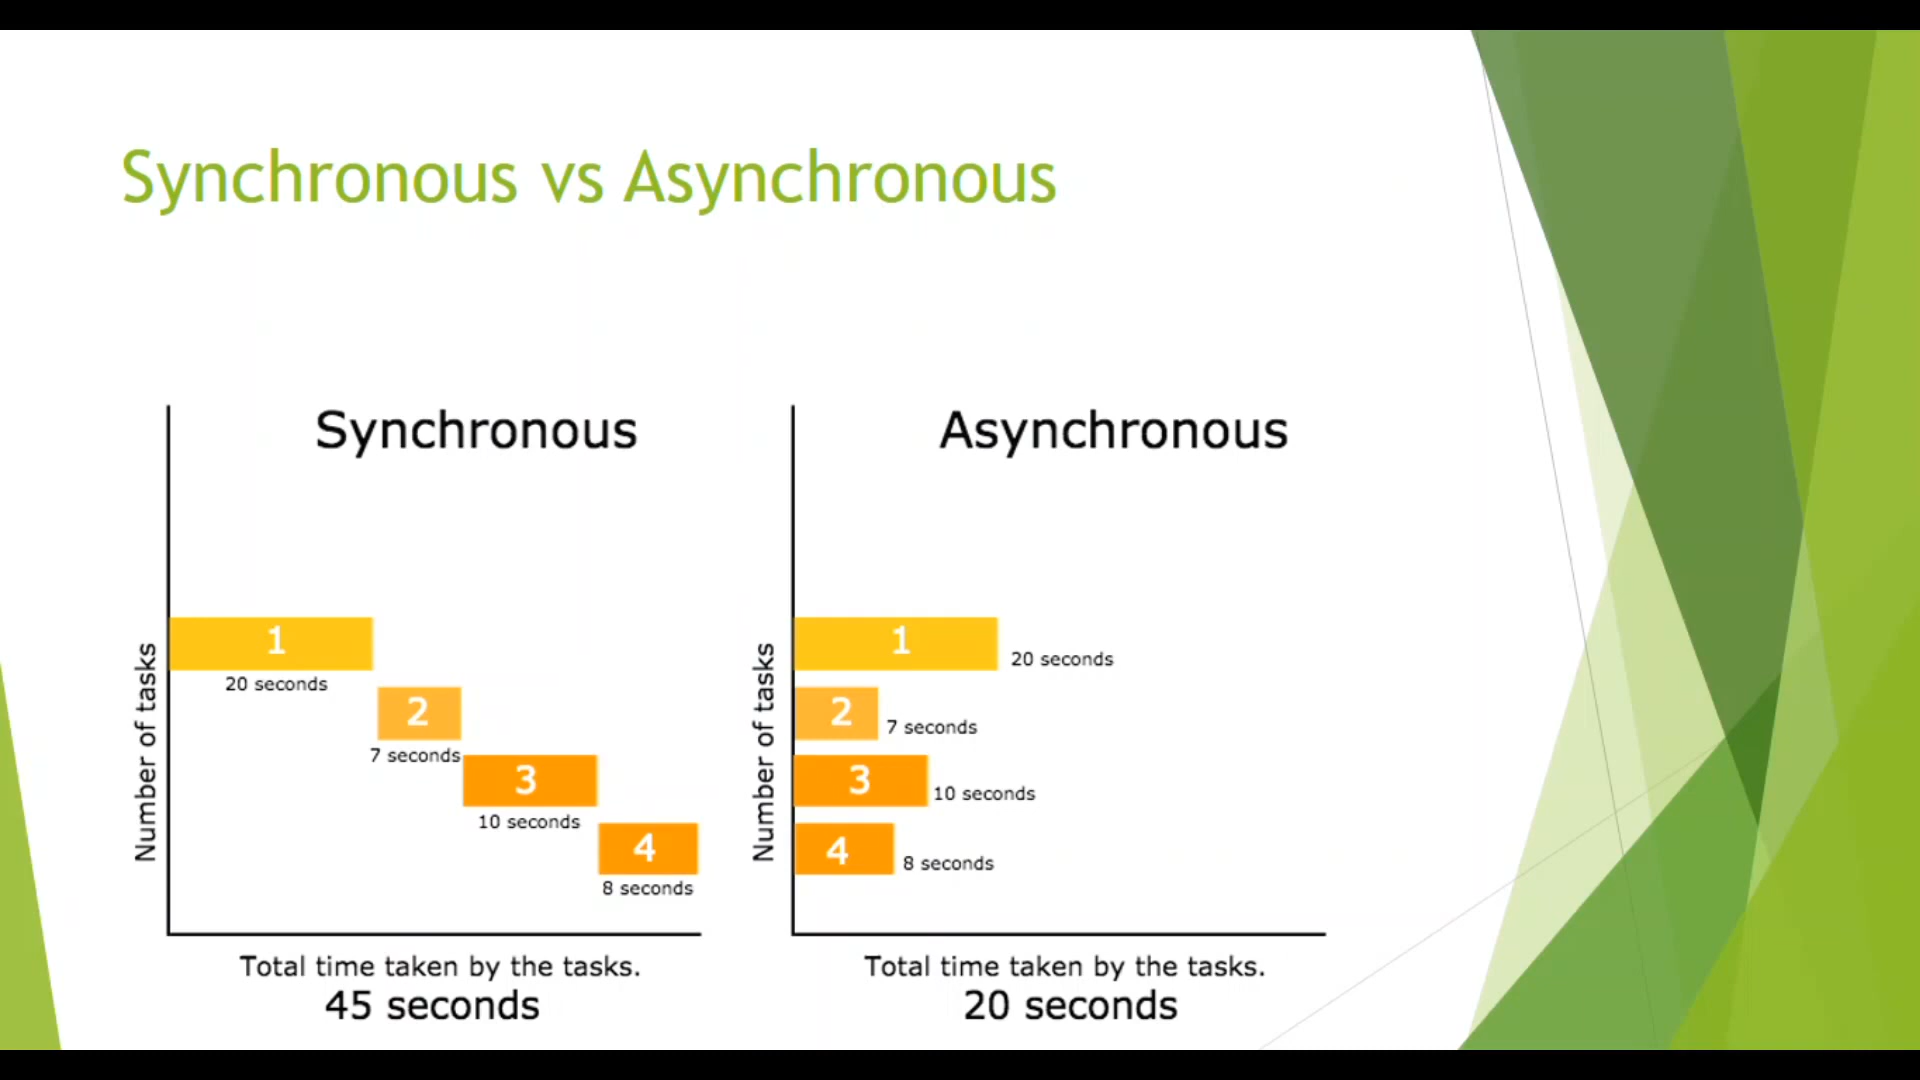 Synchronous vs Asynchronous
Synchronous
Number of tasks
1
20 seconds
2
7 seconds
3
10 seconds
4
8 seconds
Total time taken by the tasks.
45 seconds
Asynchronous
Number of tasks
1
20 seconds
2
7 seconds
3
10 seconds
4
8 seconds
Total time taken by the tasks.
20 seconds